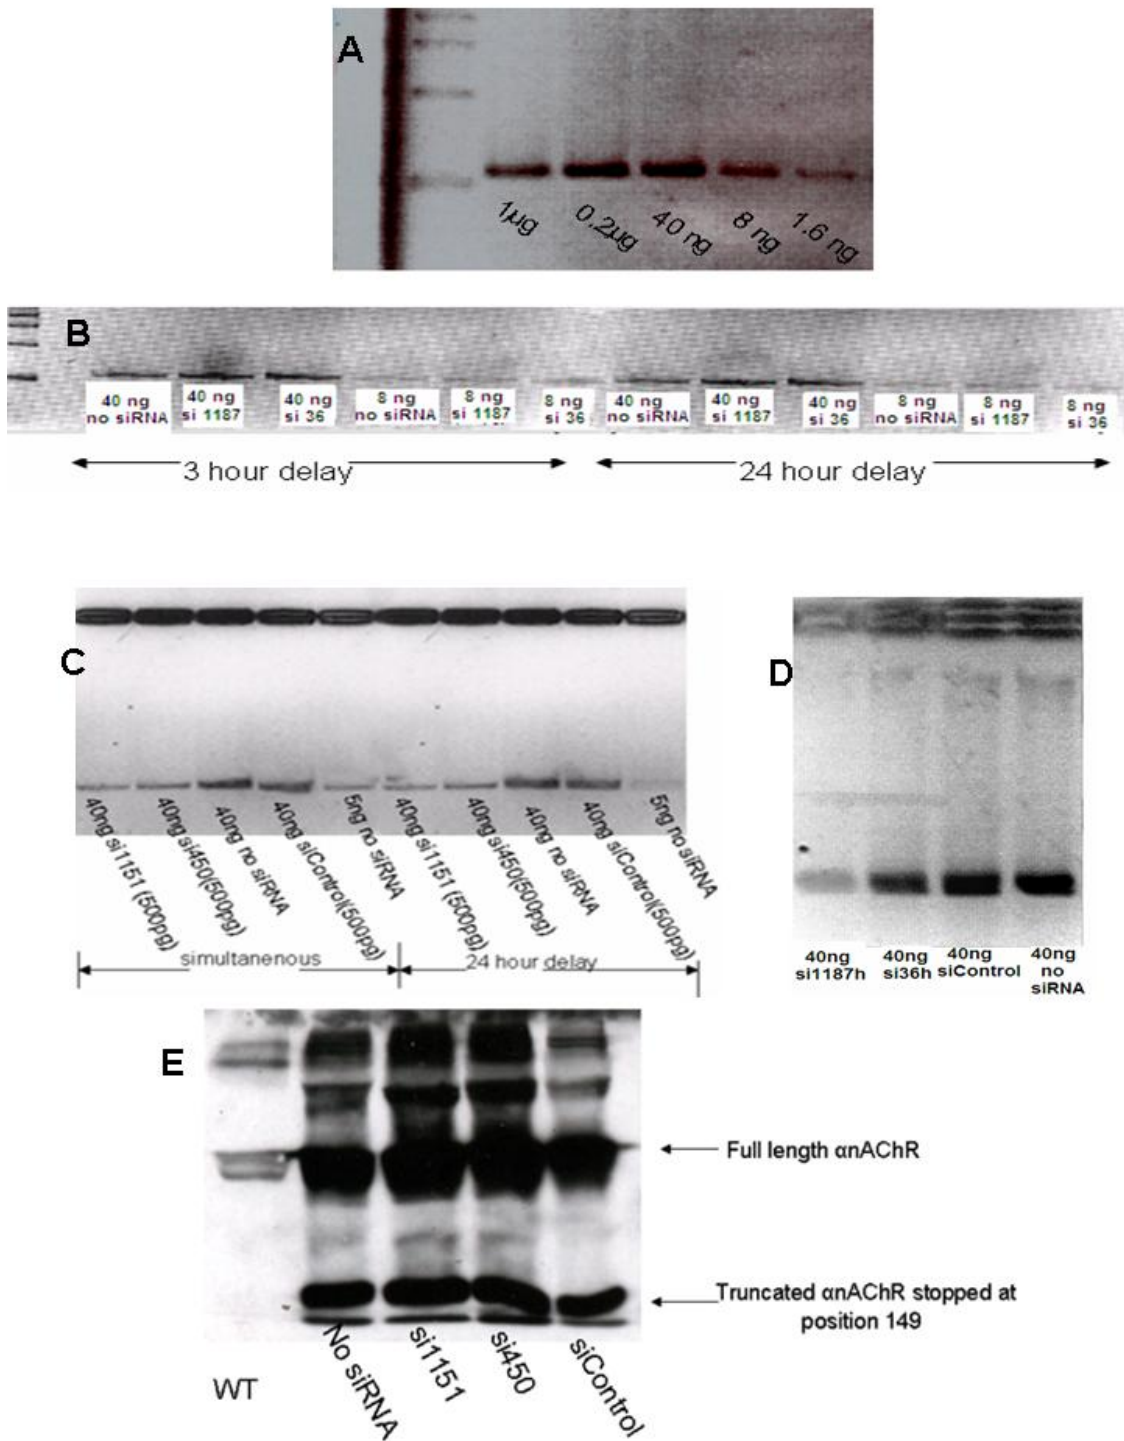 A
1µg
0.2µg
40 ng
8 ng
1.6 ng
B
40 ng
no siRNA
40 ng
si 1187
40 ng
si 36
8 ng
no siRNA
8 ng
si 1187
8 ng
si 36
40 ng
no siRNA
40 ng
si 1187
40 ng
si 36
8 ng
no siRNA
8 ng
si 1187
8 ng
si 36
3 hour delay
24 hour delay
C
40ng si1151 (500pg)
40ng si450(500pg)
40ng no siRNA
40ng siControl(500pg)
5ng no siRNA
40ng si1151 (500pg)
40ng si450(500pg)
40ng no siRNA
40ng siControl(500pg)
5ng no siRNA
simultanenous
24 hour delay
D
40ng
si1187h
40ng
si36h
40ng
siControl
40ng
no
siRNA
E
Full length αnAChR
Truncated αnAChR stopped at
position 149
WT
No siRNA
si1151
si450
siControl